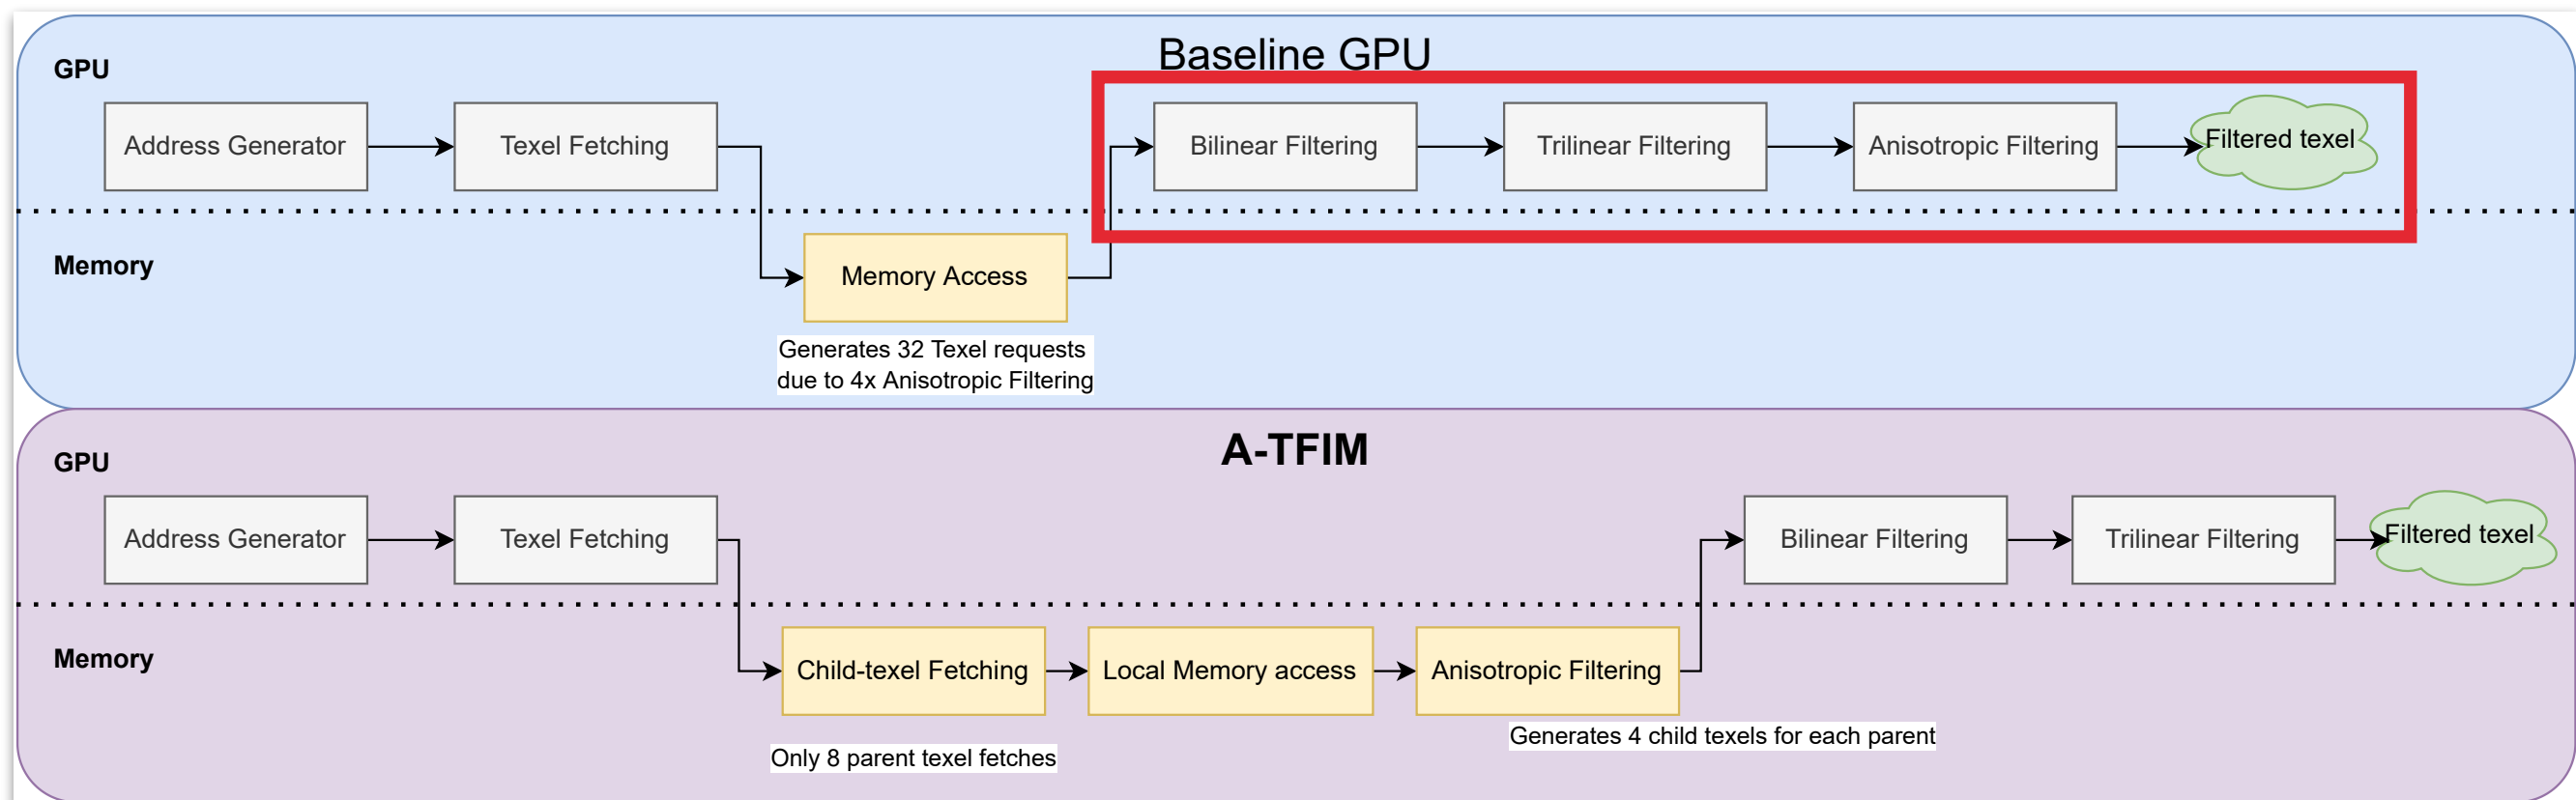 Baseline GPU
GPU
Address Generator
Texel Fetching
Bilinear Filtering
Trilinear Filtering
Anisotropic Filtering
Filtered texel
Memory
Memory Access
Generates 32 Texel requests
due to 4x Anisotropic Filtering
A-TFIM
GPU
Address Generator
Texel Fetching
Bilinear Filtering
Trilinear Filtering
Filtered texel
Memory
Child-texel Fetching
Local Memory access
Anisotropic Filtering
Only 8 parent texel fetches
Generates 4 child texels for each parent